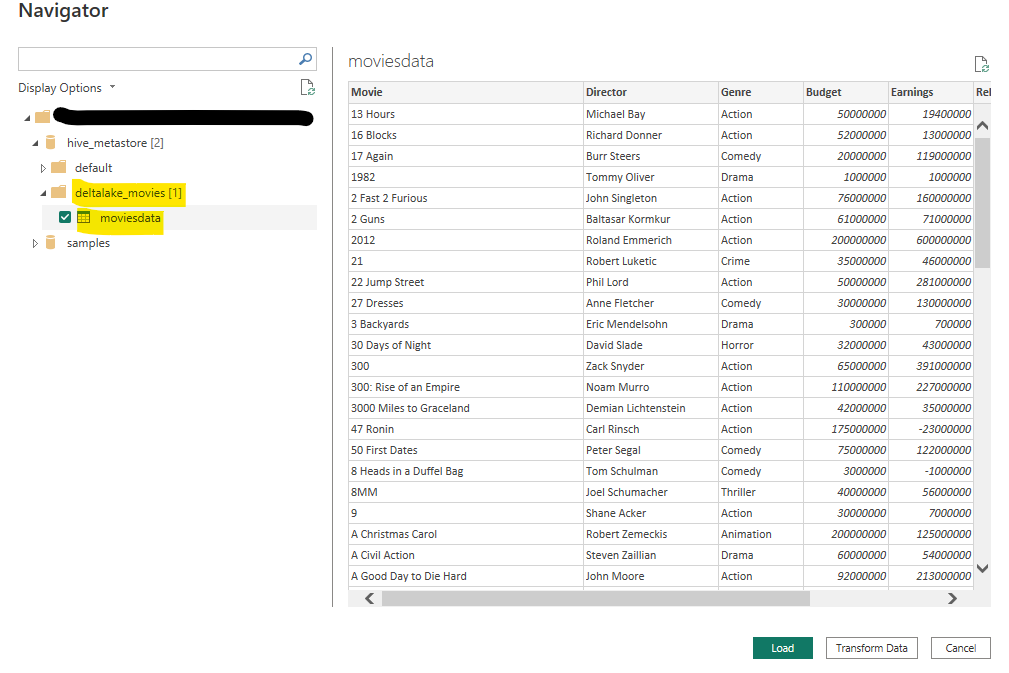 Navigator
Display Options
hive_metastore [2]
default
deltalake_movies [1]
moviesdata
samples
moviesdata
Movie Director Genre Budget Earnings Rel
13 Hours Michael Bay Action 50000000 19400000
16 Blocks Richard Donner Action 52000000 13000000
17 Again Burr Steers Comedy 20000000 119000000
1982 Tommy Oliver Drama 1000000 1000000
2 Fast 2 Furious John Singleton Action 76000000 160000000
2 Guns Baltasar Kormkur Action 61000000 71000000
2012 Roland Emmerich Action 200000000 600000000
21 Robert Luketic Crime 35000000 46000000
22 Jump Street Phil Lord Action 50000000 281000000
27 Dresses Anne Fletcher Comedy 30000000 130000000
3 Backyards Eric Mendelsohn Drama 300000 700000
30 Days of Night David Slade Horror 32000000 43000000
300 Zack Snyder Action 65000000 391000000
300: Rise of an Empire Noam Murro Action 110000000 227000000
3000 Miles to Graceland Demian Lichtenstein Action 42000000 35000000
47 Ronin Carl Rinsch Action 175000000 -23000000
50 First Dates Peter Segal Comedy 75000000 122000000
8 Heads in a Duffel Bag Tom Schulman Comedy 3000000 -1000000
8MM Joel Schumacher Thriller 40000000 56000000
9 Shane Acker Action 30000000 7000000
A Christmas Carol Robert Zemeckis Animation 200000000 125000000
A Civil Action Steven Zaillian Drama 60000000 54000000
A Good Day to Die Hard John Moore Action 92000000 213000000
Load Transform Data Cancel